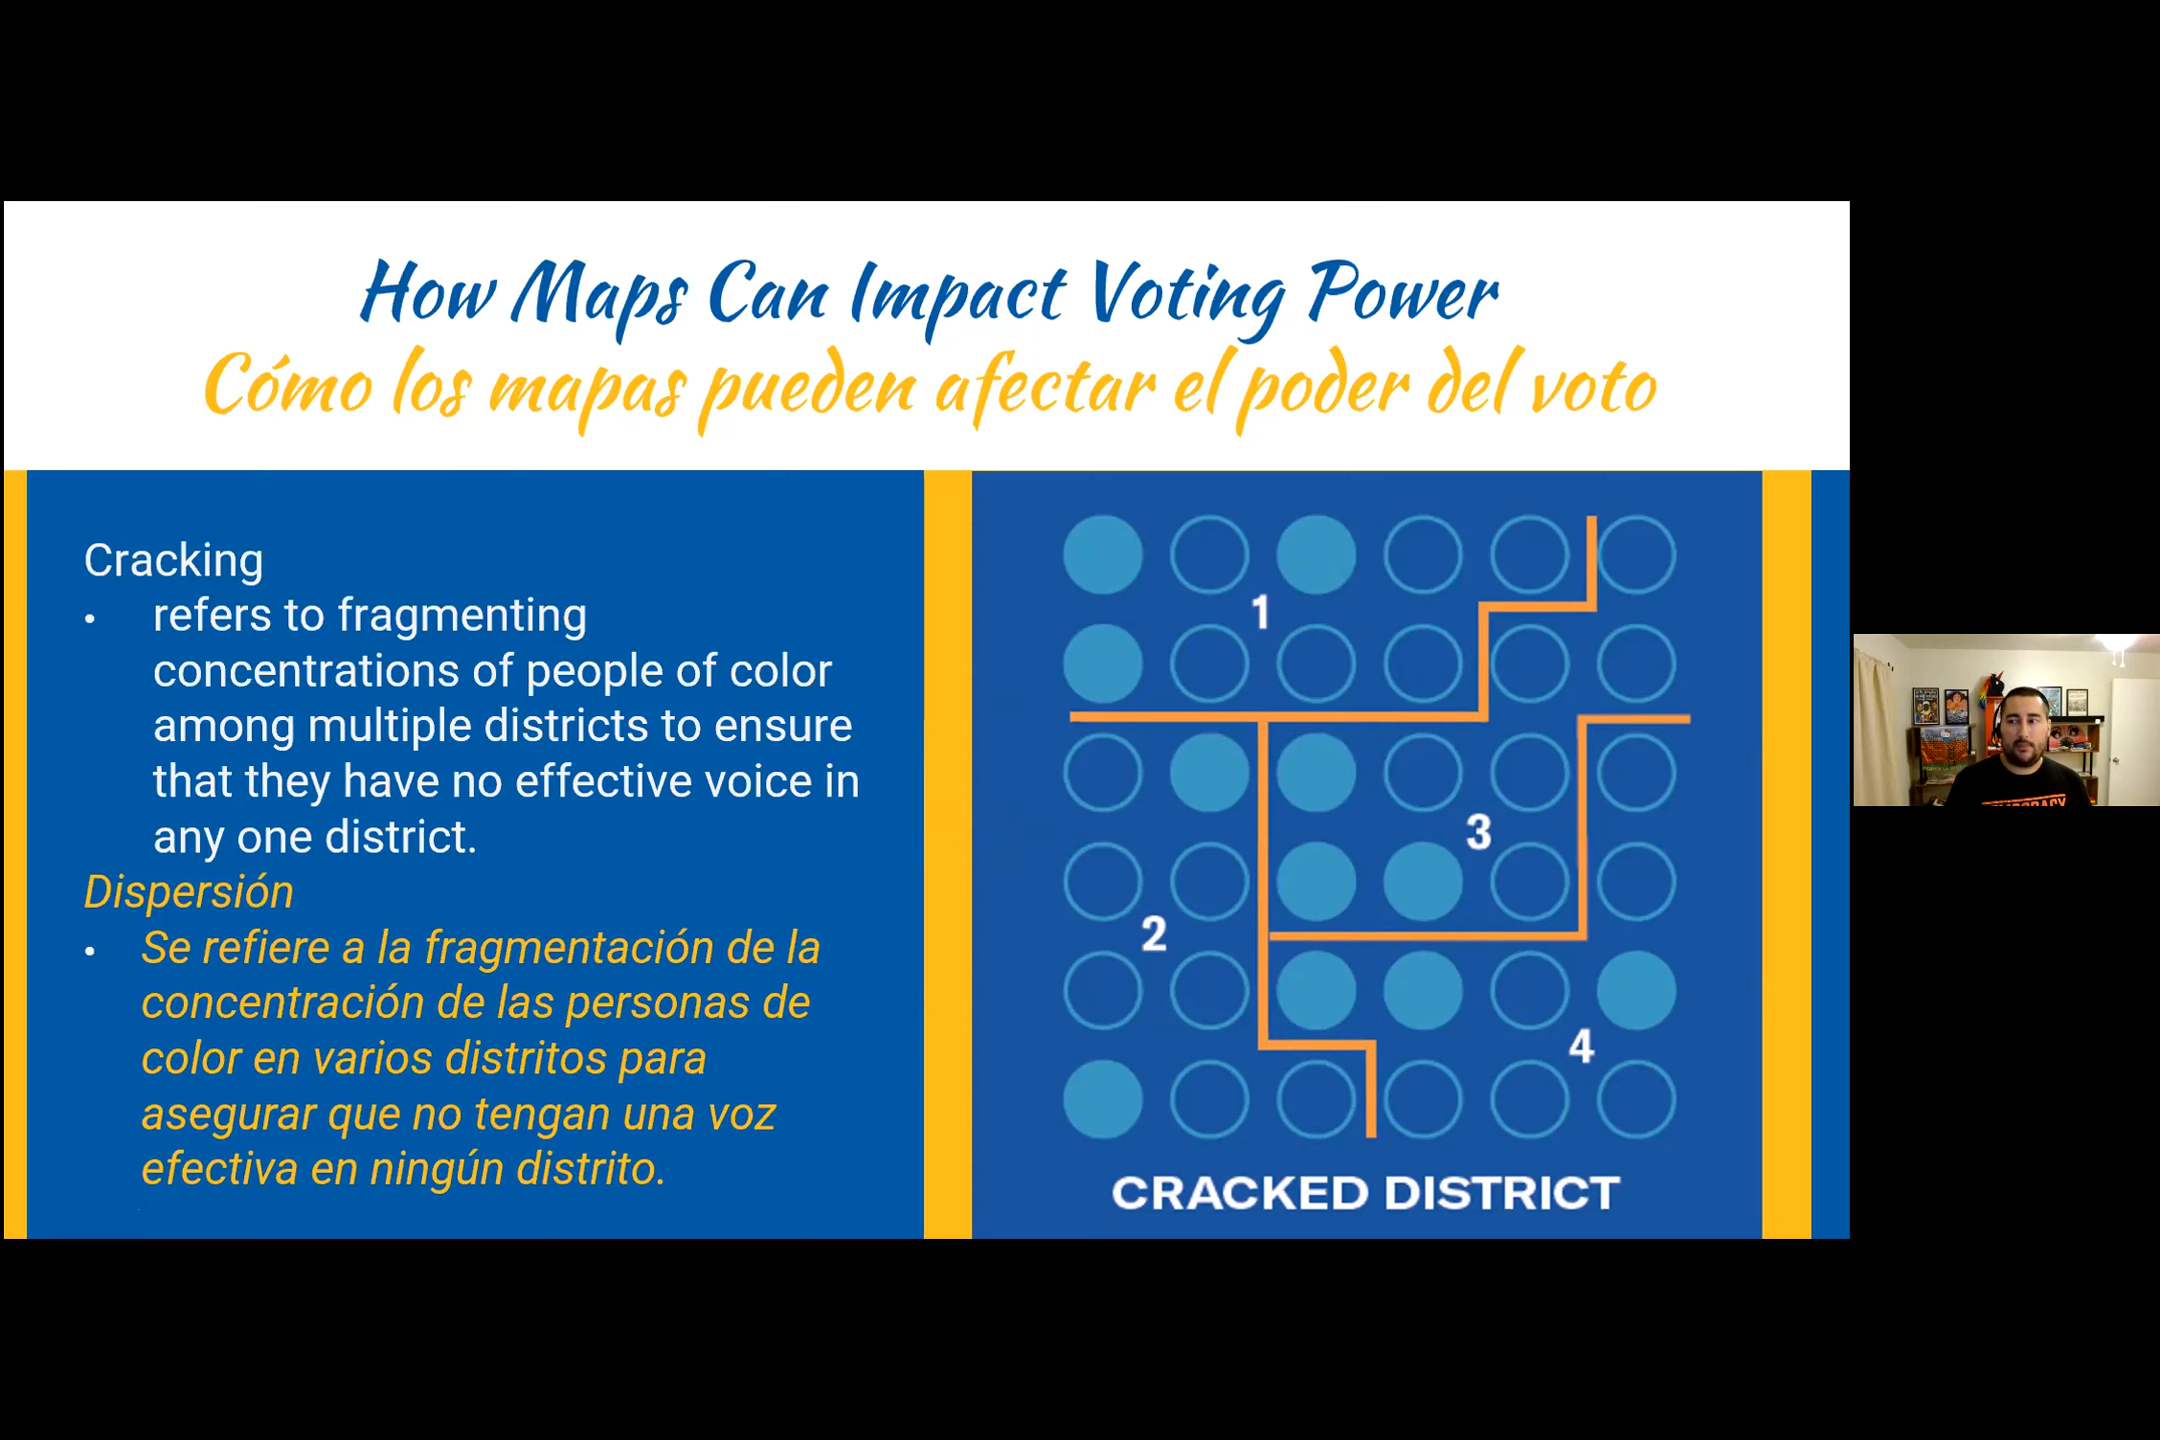 How Maps Can Impact Voting Power
Cómo los mapas pueden afectar el poder del voto
Cracking
• refers to fragmenting
concentrations of people of color
among multiple districts to ensure
that they have no effective voice in
any one district.
Dispersión
• Se refiere a la fragmentación de la
concentración de las personas de
color en varios distritos para
asegurar que no tengan una voz
efectiva en ningún distrito.
1
3
2
4
CRACKED DISTRICT